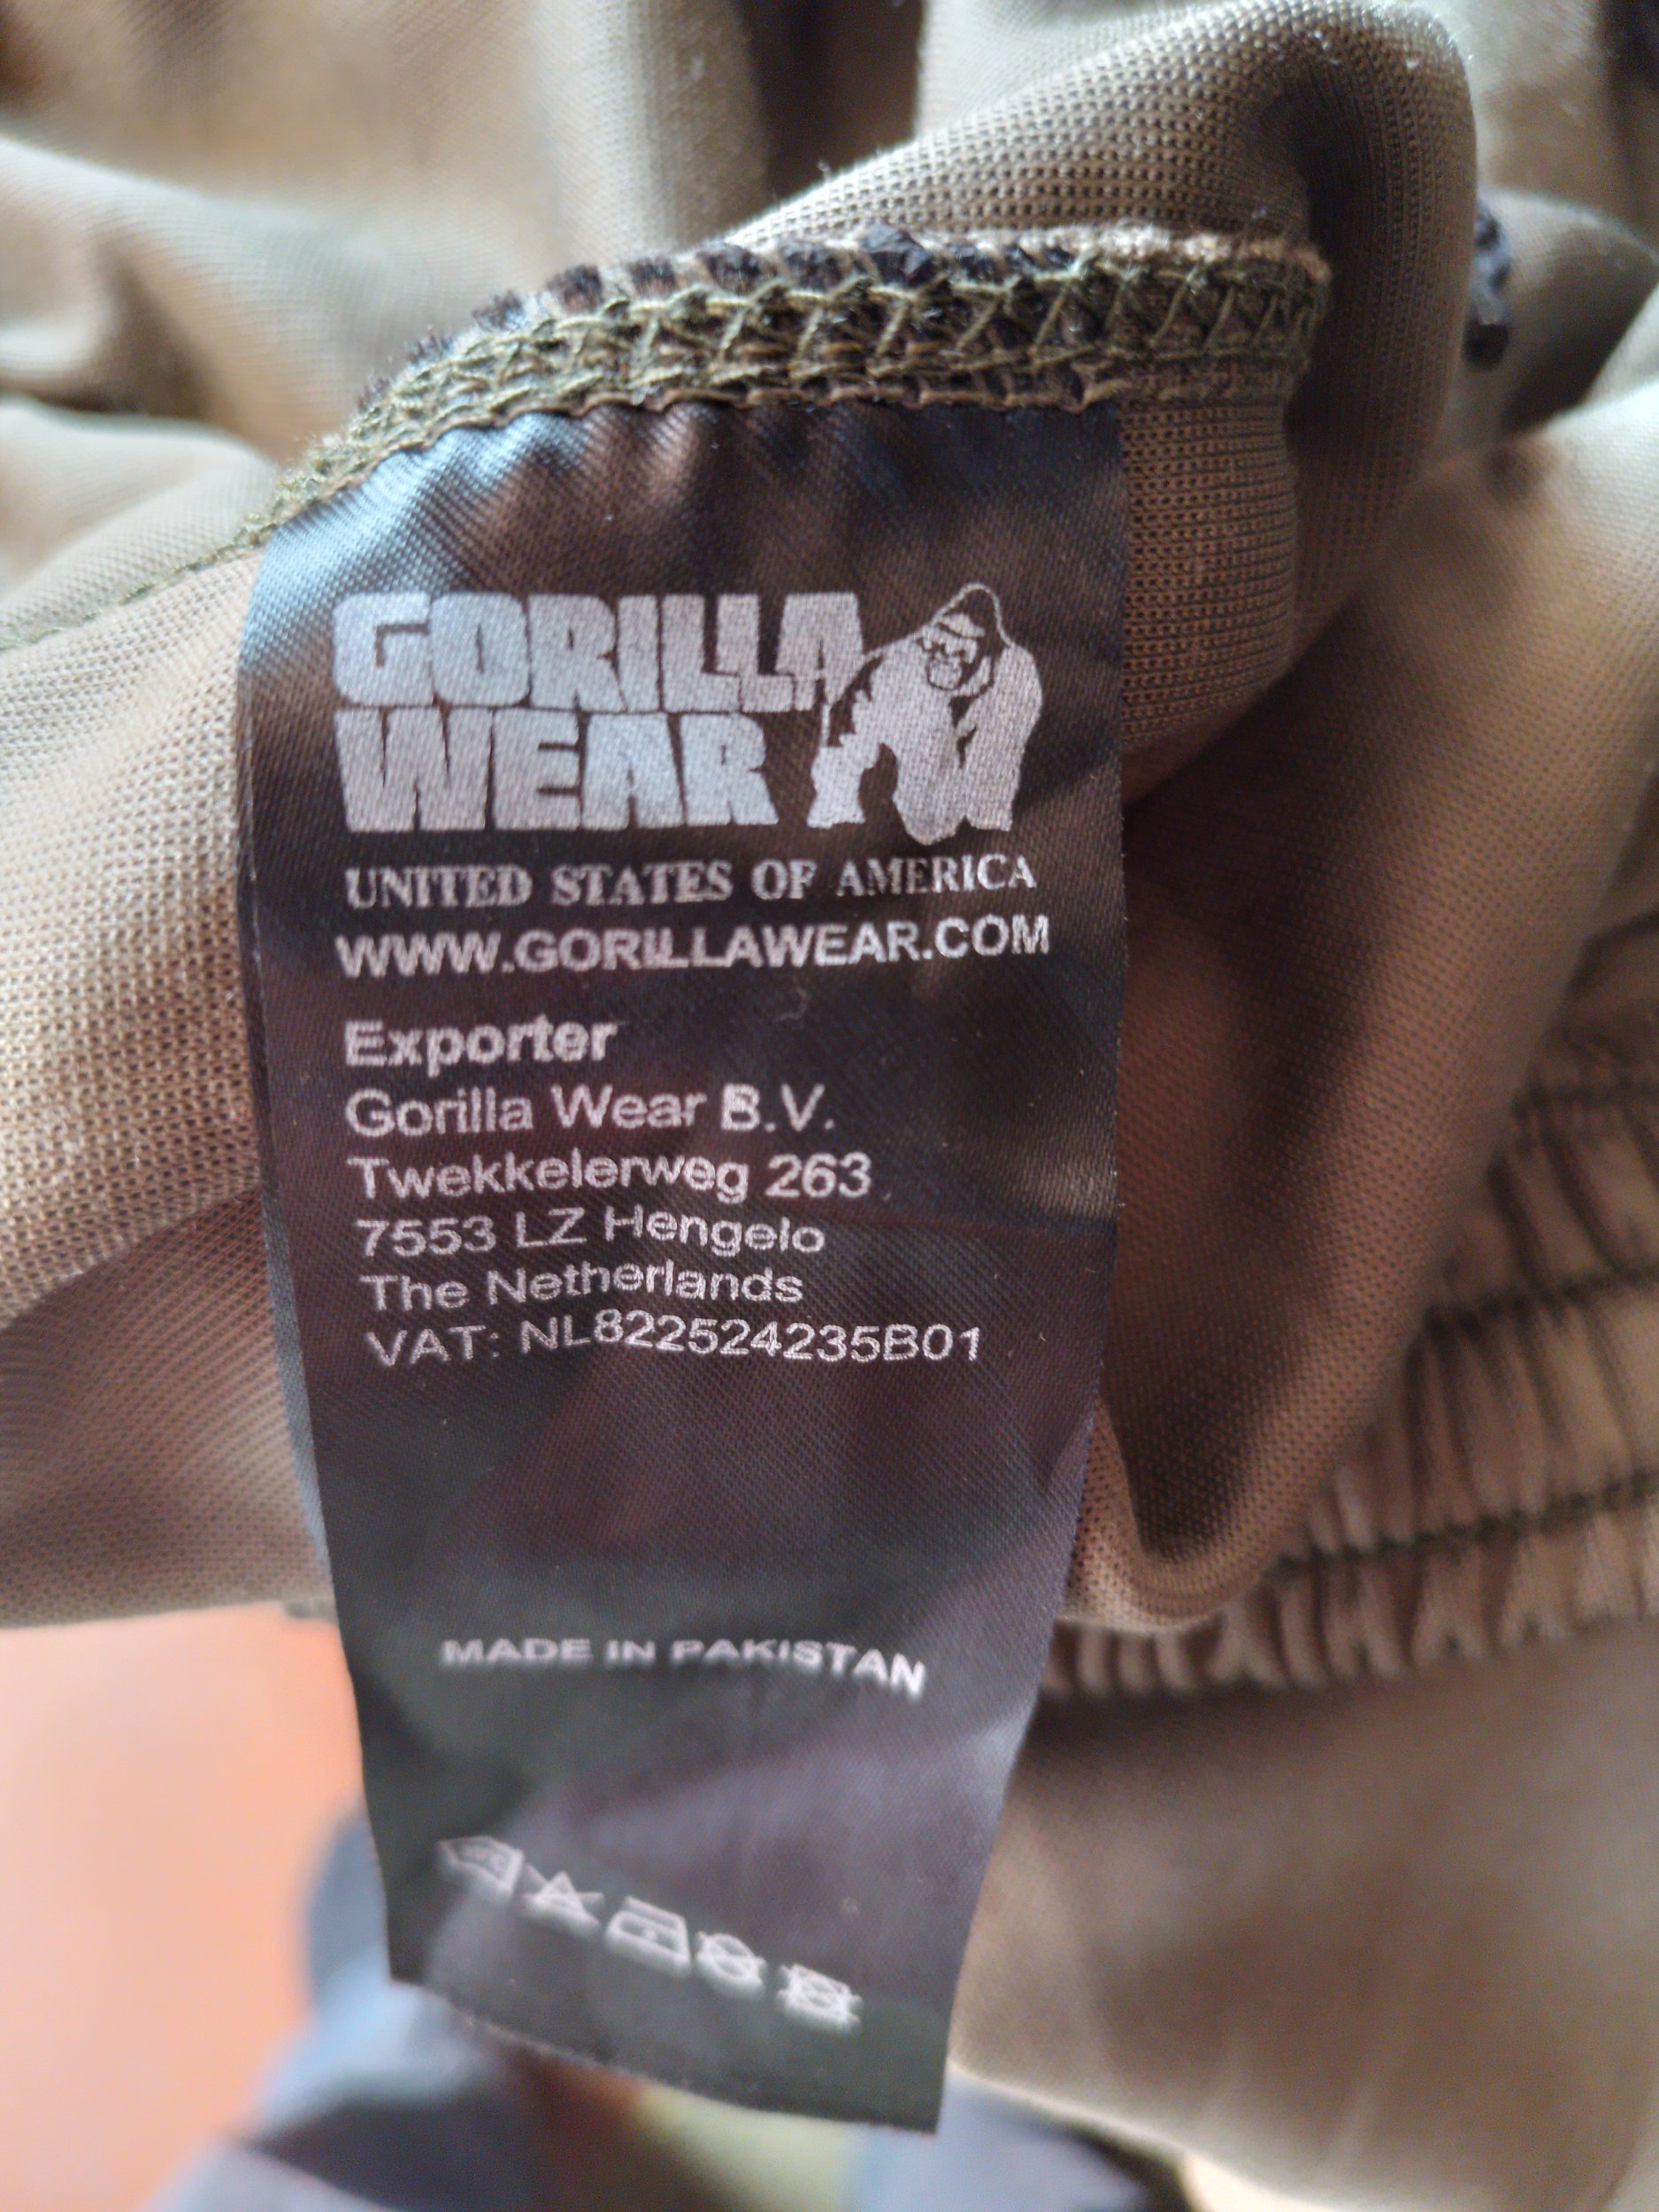 GORILLA
WEAR
UNITED STATES OF AMERICA
WWW.GORILLAWEAR.COM
Exporter
Gorilla Wear B.V.
Twekkelerweg 263
7553 LZ Hengelo
The Netherlands
VAT: NL822524235B01
MADE IN PAKISTAN